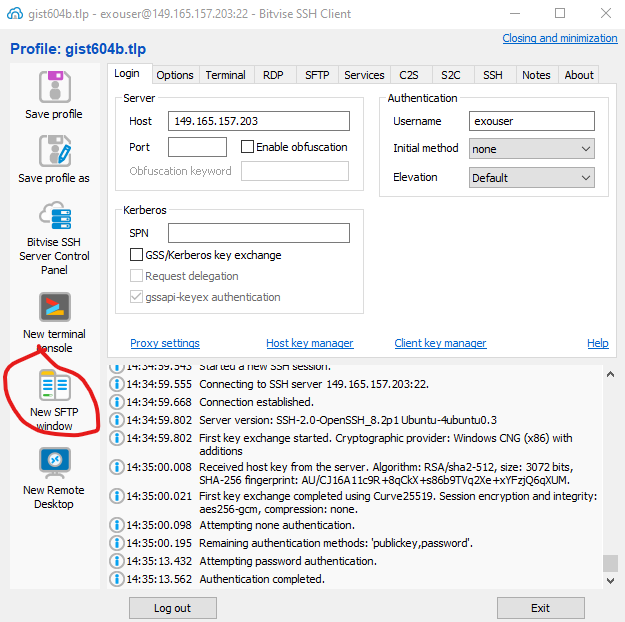 gist604b.tlp - exouser@149.165.157.203:22 - Bitvise SSH Client
Closing and minimization
Profile: gist604b.tlp
Save profile
Save profile as
Bitvise SSH
Server Control
Panel
New terminal
console
New SFTP
window
New Remote
Desktop
Login Options Terminal RDP SFTP Services C2S S2C SSH Notes About
Server
Host 149.165.157.203
Port Enable obfuscation
Obfuscation keyword
Authentication
Username exouser
Initial method none
Elevation Default
Kerberos
SPN
GSS/Kerberos key exchange
Request delegation
gssapi-keyex authentication
Proxy settings Host key manager Client key manager Help
14:34:59.543 Started a new SSH session.
14:34:59.555 Connecting to SSH server 149.165.157.203:22.
14:34:59.668 Connection established.
14:34:59.802 Server version: SSH-2.0-OpenSSH_8.2p1 Ubuntu-4ubuntu0.3
14:34:59.802 First key exchange started. Cryptographic provider: Windows CNG (x86) with
additions
14:35:00.008 Received host key from the server. Algorithm: RSA/sha2-512, size: 3072 bits,
SHA-256 fingerprint: AU/CJ16A11c9R+8qCkX+s86b9TVq2Xe+xYFzjQ6qXUM.
14:35:00.021 First key exchange completed using Curve25519. Session encryption and integrity:
aes256-gcm, compression: none.
14:35:00.098 Attempting none authentication.
14:35:00.195 Remaining authentication methods: 'publickey,password'.
14:35:13.432 Attempting password authentication.
14:35:13.562 Authentication completed.
Log out Exit